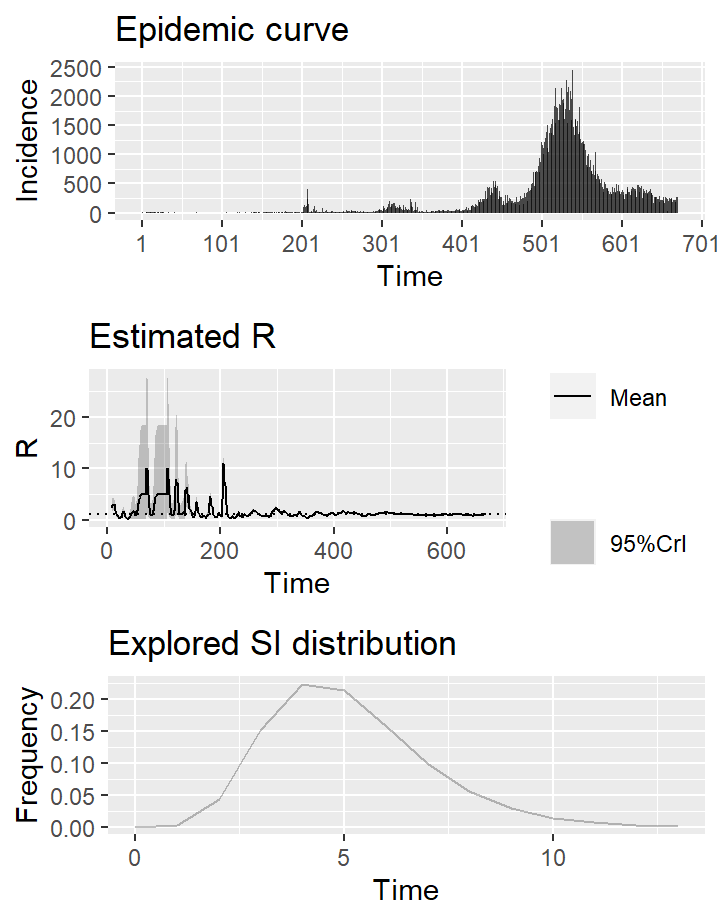 Epidemic curve
2500
2000
1500
1000
500
0
Incidence
1 101 201 301 401 501 601 701
Time
Estimated R
20
10
0
R
0 200 400 600
Time
Mean
95%CrI
Explored SI distribution
0.20
0.15
0.10
0.05
0.00
Frequency
0 5 10
Time